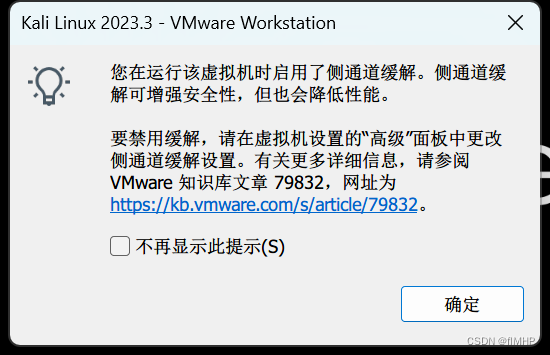 Kali Linux 2023.3 - VMware Workstation
您在运行该虚拟机时启用了侧通道缓解。侧通道缓
解可增强安全性，但也会降低性能。
要禁用缓解，请在虚拟机设置的“高级”面板中更改
侧通道缓解设置。有关更多详细信息，请参阅
VMware 知识库文章 79832，网址为
https://kb.vmware.com/s/article/79832。
不再显示此提示(S)
确定
CSDN @flMHP